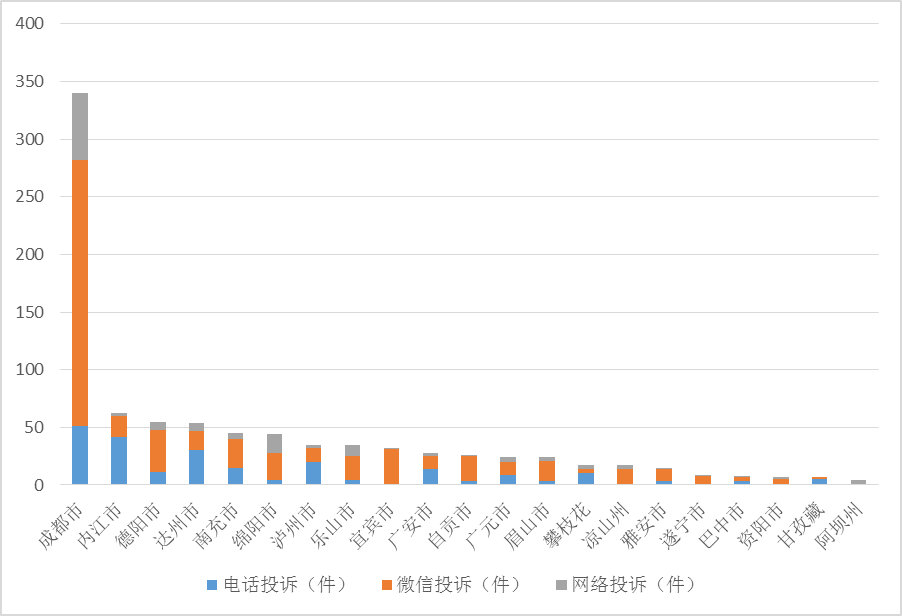 400
350
300
250
200
150
100
50
0
成都市
内江市
德阳市
达州市
南充市
绵阳市
泸州市
乐山市
宜宾市
广安市
自贡市
广元市
眉山市
攀枝花
凉山州
雅安市
遂宁市
巴中市
资阳市
甘孜藏
阿坝州
电话投诉（件） 微信投诉（件） 网络投诉（件）